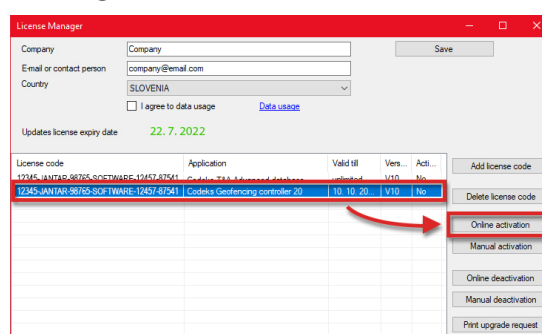 License Manager
Company Company Save
E-mail or contact person company@email.com
Country SLOVENIA
I agree to data usage Data usage
Updates license expiry date 22. 7. 2022
License code Application Valid till Vers... Acti...
12345-JANTAR-98765-SOFTWARE-12457-87541 Codeks T&A Advanced database unlimited V10 No
12345-JANTAR-98765-SOFTWARE-12457-87541 Codeks Geofencing controller 20 10. 10. 20... V10 No
Add license code
Delete license code
Online activation
Manual activation
Online deactivation
Manual deactivation
Print upgrade request